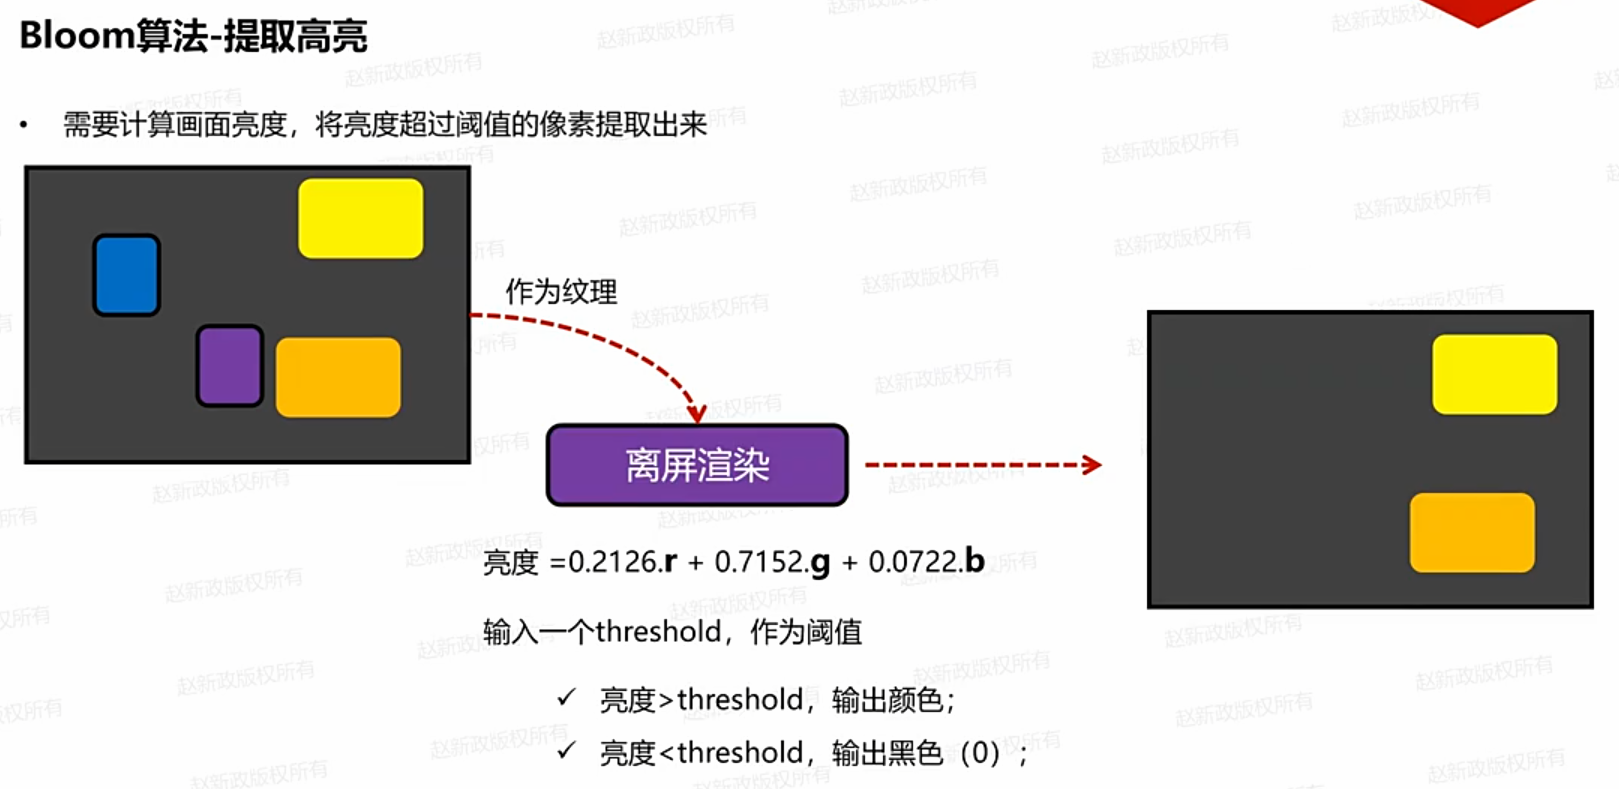 Bloom算法-提取高亮
• 需要计算画面亮度，将亮度超过阈值的像素提取出来
作为纹理
离屏渲染
亮度 =0.2126.r + 0.7152.g + 0.0722.b
输入一个threshold，作为阈值
✓ 亮度>threshold，输出颜色；
✓ 亮度<threshold，输出黑色（0）；
赵新政版权所有